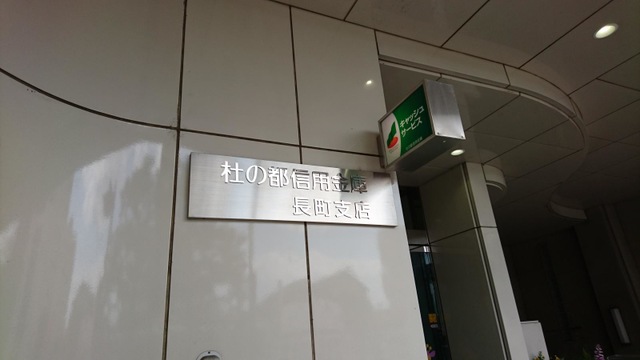 杜の都信用金庫
長町支店
キャッシュ
サービス